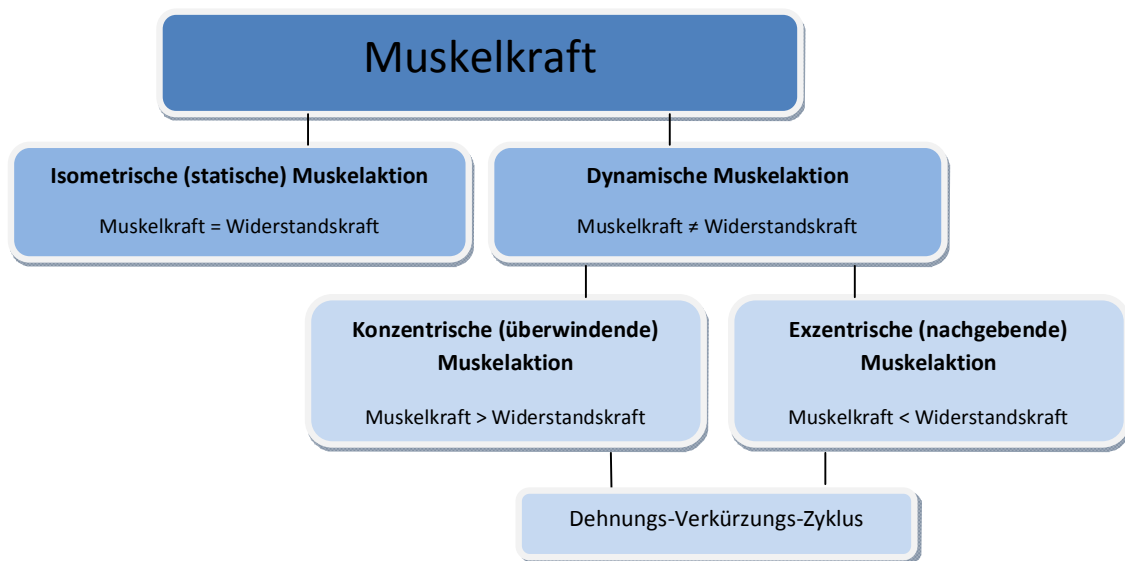 Muskelkraft
Isometrische (statische) Muskelaktion
Muskelkraft = Widerstandskraft
Dynamische Muskelaktion
Muskelkraft ≠ Widerstandskraft
Konzentrische (überwindende)
Muskelaktion
Muskelkraft > Widerstandskraft
Exzentrische (nachgebende)
Muskelaktion
Muskelkraft < Widerstandskraft
Dehnungs-Verkürzungs-Zyklus